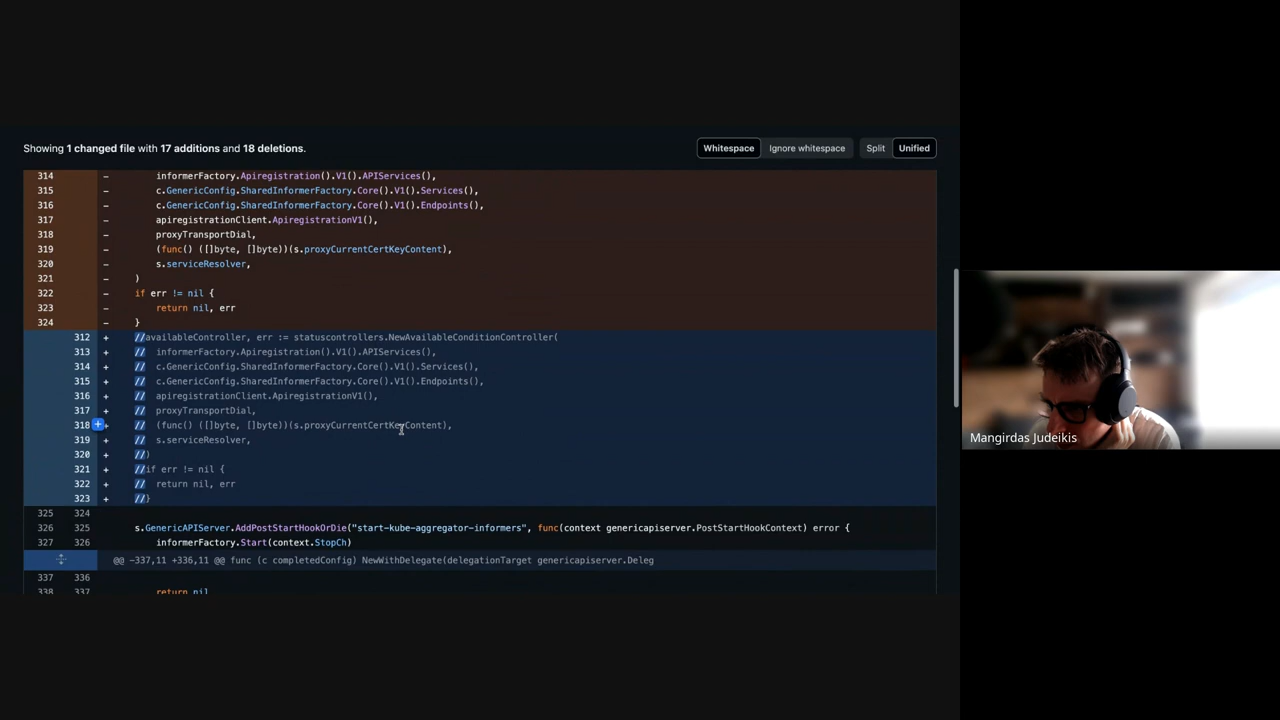 Showing 1 changed file with 17 additions and 18 deletions.
Whitespace Ignore whitespace Split Unified
314 - informerFactory.Apiregistration().V1().APIServices(),
315 - c.GenericConfig.SharedInformerFactory.Core().V1().Services(),
316 - c.GenericConfig.SharedInformerFactory.Core().V1().Endpoints(),
317 - apiregistrationClient.ApiregistrationV1(),
318 - proxyTransportDial,
319 - (func() ([]byte, []byte))(s.proxyCurrentCertKeyContent),
320 - s.serviceResolver,
321 - )
322 - if err != nil {
323 - return nil, err
324 - }
312 + //availableController, err := statuscontrollers.NewAvailableConditionController(
313 + // informerFactory.Apiregistration().V1().APIServices(),
314 + // c.GenericConfig.SharedInformerFactory.Core().V1().Services(),
315 + // c.GenericConfig.SharedInformerFactory.Core().V1().Endpoints(),
316 + // apiregistrationClient.ApiregistrationV1(),
317 + // proxyTransportDial,
318 + // (func() ([]byte, []byte))(s.proxyCurrentCertKeyContent),
319 + // s.serviceResolver,
320 + //)
321 + //if err != nil {
322 + // return nil, err
323 + //}
325 324
326 325 s.GenericAPIServer.AddPostStartHookOrDie("start-kube-aggregator-informers", func(context genericapiserver.PostStartHookContext) error {
327 326 informerFactory.Start(context.StopCh)
@@ -337,11 +336,11 @@ func (c completedConfig) NewWithDelegate(delegationTarget genericapiserver.Deleg
337 336
338 337 return nil
Mangirdas Judeikis